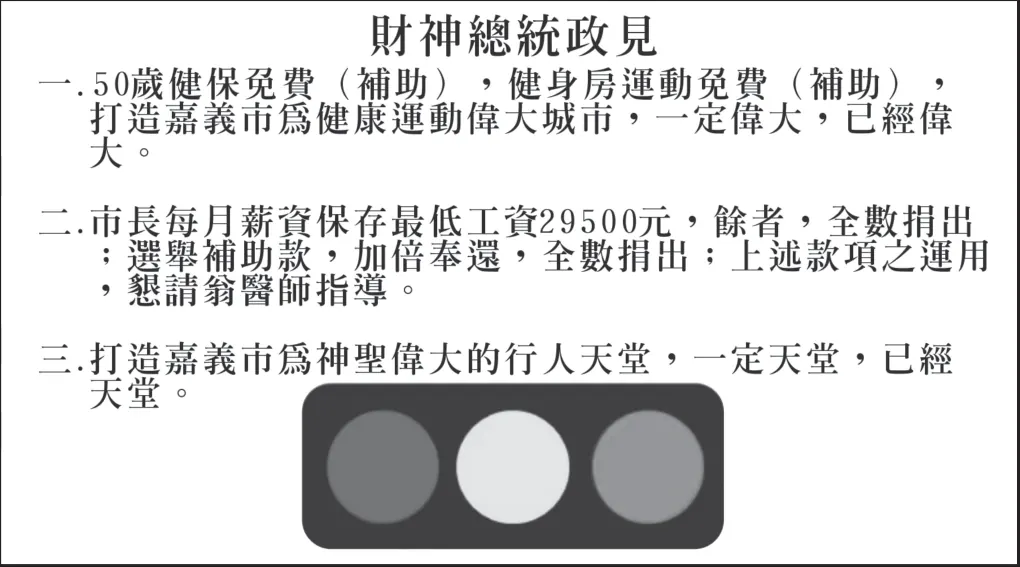 財神總統政見
一.50歲健保免費（補助），健身房運動免費（補助），
打造嘉義市為健康運動偉大城市，一定偉大，已經偉
大。
二.市長每月薪資保存最低工資29500元，餘者，全數捐出
；選舉補助款，加倍奉還，全數捐出；上述款項之運用
，懇請翁醫師指導。
三.打造嘉義市為神聖偉大的行人天堂，一定天堂，已經
天堂。